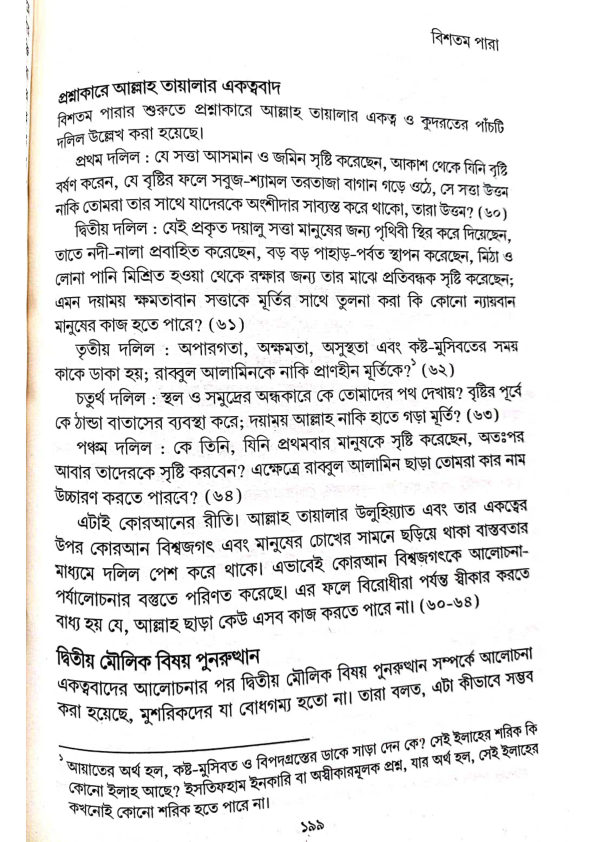 বিশতম পারা
প্রশ্নাকারে আল্লাহ তায়ালার একত্ববাদ
বিশতম পারার শুরুতে প্রশ্নাকারে আল্লাহ তায়ালার একত্ব ও কুদরতের পাঁচটি
দলিল উল্লেখ করা হয়েছে।
প্রথম দলিল : যে সত্তা আসমান ও জমিন সৃষ্টি করেছেন, আকাশ থেকে যিনি বৃষ্টি
বর্ষণ করেন, যে বৃষ্টির ফলে সবুজ-শ্যামল তরতাজা বাগান গড়ে ওঠে, সে সত্তা উত্তম
নাকি তোমরা তার সাথে যাদেরকে অংশীদার সাব্যস্ত করে থাকো, তারা উত্তম? (৬০)
দ্বিতীয় দলিল : যেই প্রকৃত দয়ালু সত্তা মানুষের জন্য পৃথিবী স্থির করে দিয়েছেন,
তাতে নদী-নালা প্রবাহিত করেছেন, বড় বড় পাহাড়-পর্বত স্থাপন করেছেন, মিঠা ও
লোনা পানি মিশ্রিত হওয়া থেকে রক্ষার জন্য তার মাঝে প্রতিবন্ধক সৃষ্টি করেছেন;
এমন দয়াময় ক্ষমতাবান সত্তাকে মূর্তির সাথে তুলনা করা কি কোনো ন্যায়বান
মানুষের কাজ হতে পারে? (৬১)
তৃতীয় দলিল : অপারগতা, অক্ষমতা, অসুস্থতা এবং কষ্ট-মুসিবতের সময়
কাকে ডাকা হয়; রাব্বুল আলামিনকে নাকি প্রাণহীন মূর্তিকে?১ (৬২)
চতুর্থ দলিল : স্থল ও সমুদ্রের অন্ধকারে কে তোমাদের পথ দেখায়? বৃষ্টির পূর্বে
কে ঠান্ডা বাতাসের ব্যবস্থা করে; দয়াময় আল্লাহ নাকি হাতে গড়া মূর্তি? (৬৩)
পঞ্চম দলিল : কে তিনি, যিনি প্রথমবার মানুষকে সৃষ্টি করেছেন, অতঃপর
আবার তাদেরকে সৃষ্টি করবেন? এক্ষেত্রে রাব্বুল আলামিন ছাড়া তোমরা কার নাম
উচ্চারণ করতে পারবে? (৬৪)
এটাই কোরআনের রীতি। আল্লাহ তায়ালার উলুহিয়্যাত এবং তার একত্বের
উপর কোরআন বিশ্বজগৎ এবং মানুষের চোখের সামনে ছড়িয়ে থাকা বাস্তবতার
মাধ্যমে দলিল পেশ করে থাকে। এভাবেই কোরআন বিশ্বজগৎকে আলোচনা-
পর্যালোচনার বস্তুতে পরিণত করেছে। এর ফলে বিরোধীরা পর্যন্ত স্বীকার করতে
বাধ্য হয় যে, আল্লাহ ছাড়া কেউ এসব কাজ করতে পারে না। (৬০-৬৪)
দ্বিতীয় মৌলিক বিষয় পুনরুত্থান
একত্ববাদের আলোচনার পর দ্বিতীয় মৌলিক বিষয় পুনরুত্থান সম্পর্কে আলোচনা
করা হয়েছে, মুশরিকদের যা বোধগম্য হতো না। তারা বলত, এটা কীভাবে সম্ভব
১ আয়াতের অর্থ হল, কষ্ট-মুসিবত ও বিপদগ্রস্তের ডাকে সাড়া দেন কে? সেই ইলাহের শরিক কি
কোনো ইলাহ আছে? ইসতিফহাম ইনকারি বা অস্বীকারমূলক প্রশ্ন, যার অর্থ হল, সেই ইলাহের
কখনোই কোনো শরিক হতে পারে না।
১৯৯